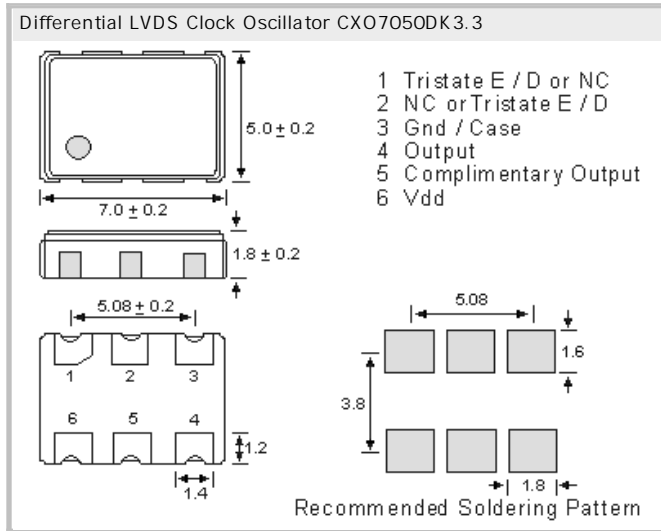 Differential LVDS Clock Oscillator CXO7050DK3.3
1 Tristate E / D or NC
2 NC or Tristate E / D
3 Gnd / Case
4 Output
5 Complimentary Output
6 Vdd
5.0 ± 0.2
7.0 ± 0.2
1.8 ± 0.2
5.08 ± 0.2
1 2 3
6 5 4
1.2
1.4
5.08
1.6
3.8
1.8
Recommended Soldering Pattern